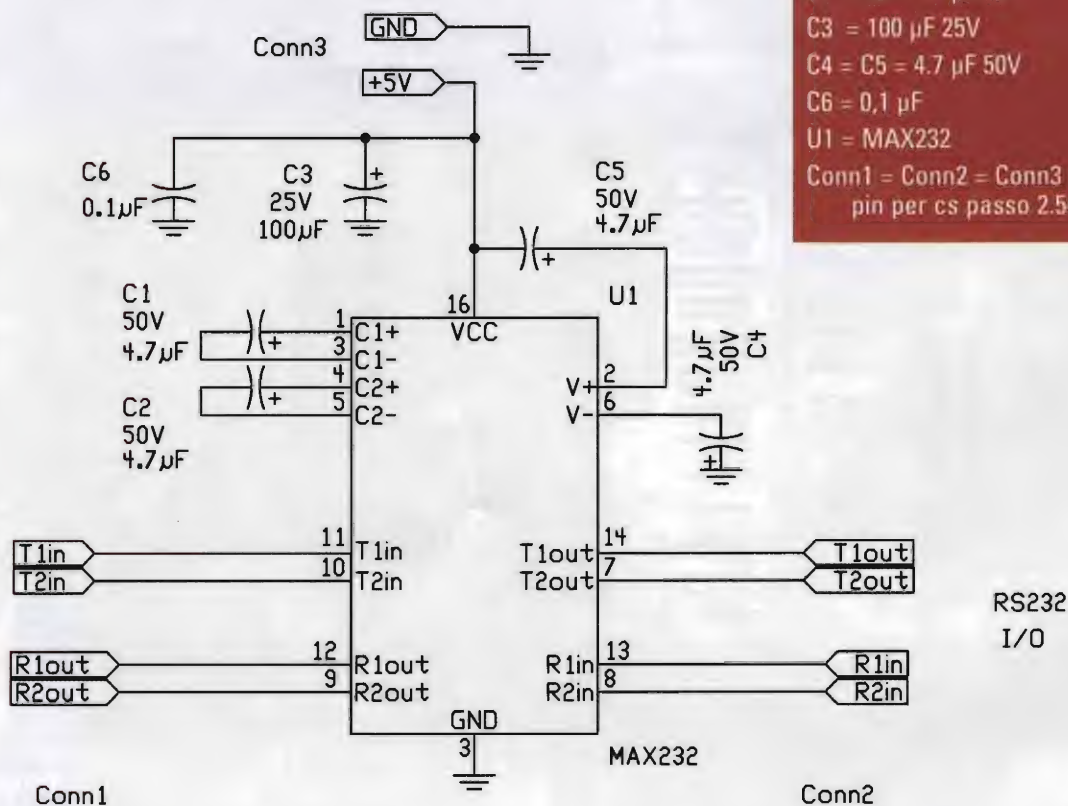 C3 = 100 µF 25V
C4 = C5 = 4.7 µF 50V
C6 = 0,1 µF
U1 = MAX232
Conn1 = Conn2 = Conn3
pin per cs passo 2.5
Conn3
GND
+5V
C6
0.1µF
C3
25V
100µF
+
C5
50V
4.7µF
+
C1
50V
4.7µF
+
C2
50V
4.7µF
+
16
VCC
U1
1
C1+
3
C1-
4
C2+
5
C2-
V+
2
V-
6
4.7µF
50V
C4
+
T1in
11
T1in
T2in
10
T2in
T1out
14
T1out
T2out
7
T2out
RS232
I/O
R1out
12
R1out
R2out
9
R2out
R1in
13
R1in
R2in
8
R2in
GND
3
MAX232
Conn1
Conn2